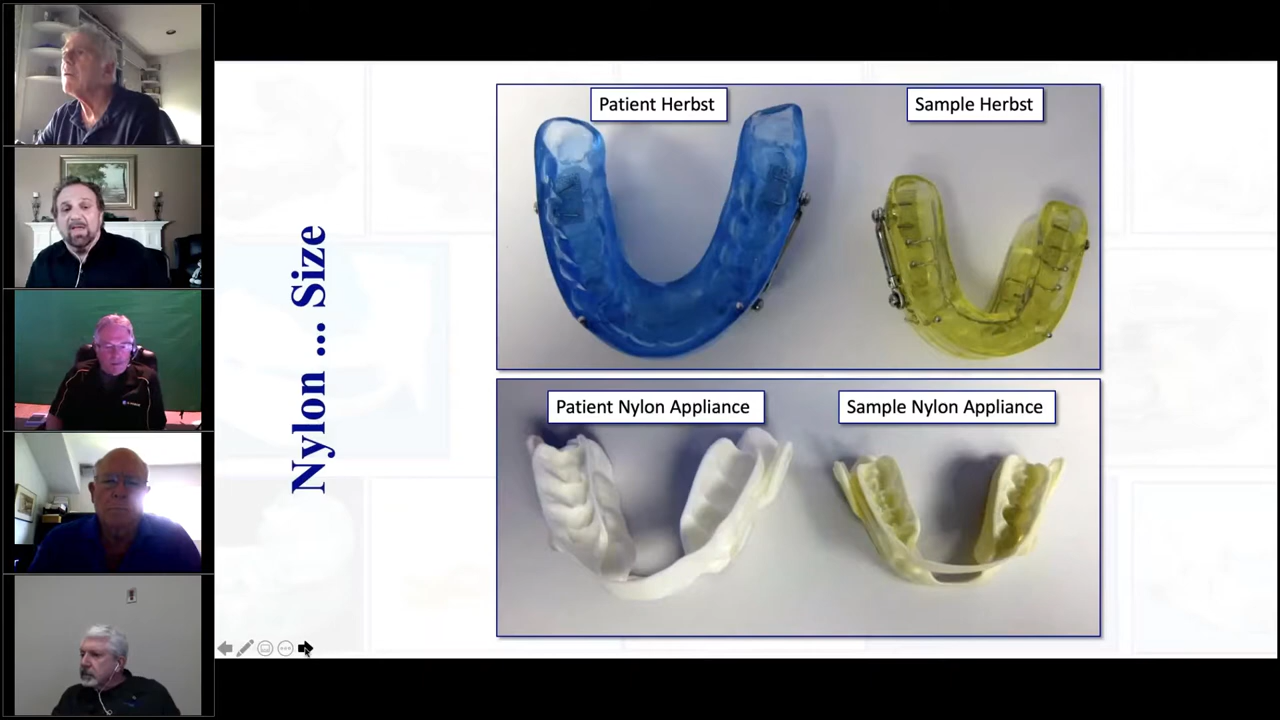 Nylon ... Size
Patient Herbst
Sample Herbst
Patient Nylon Appliance
Sample Nylon Appliance